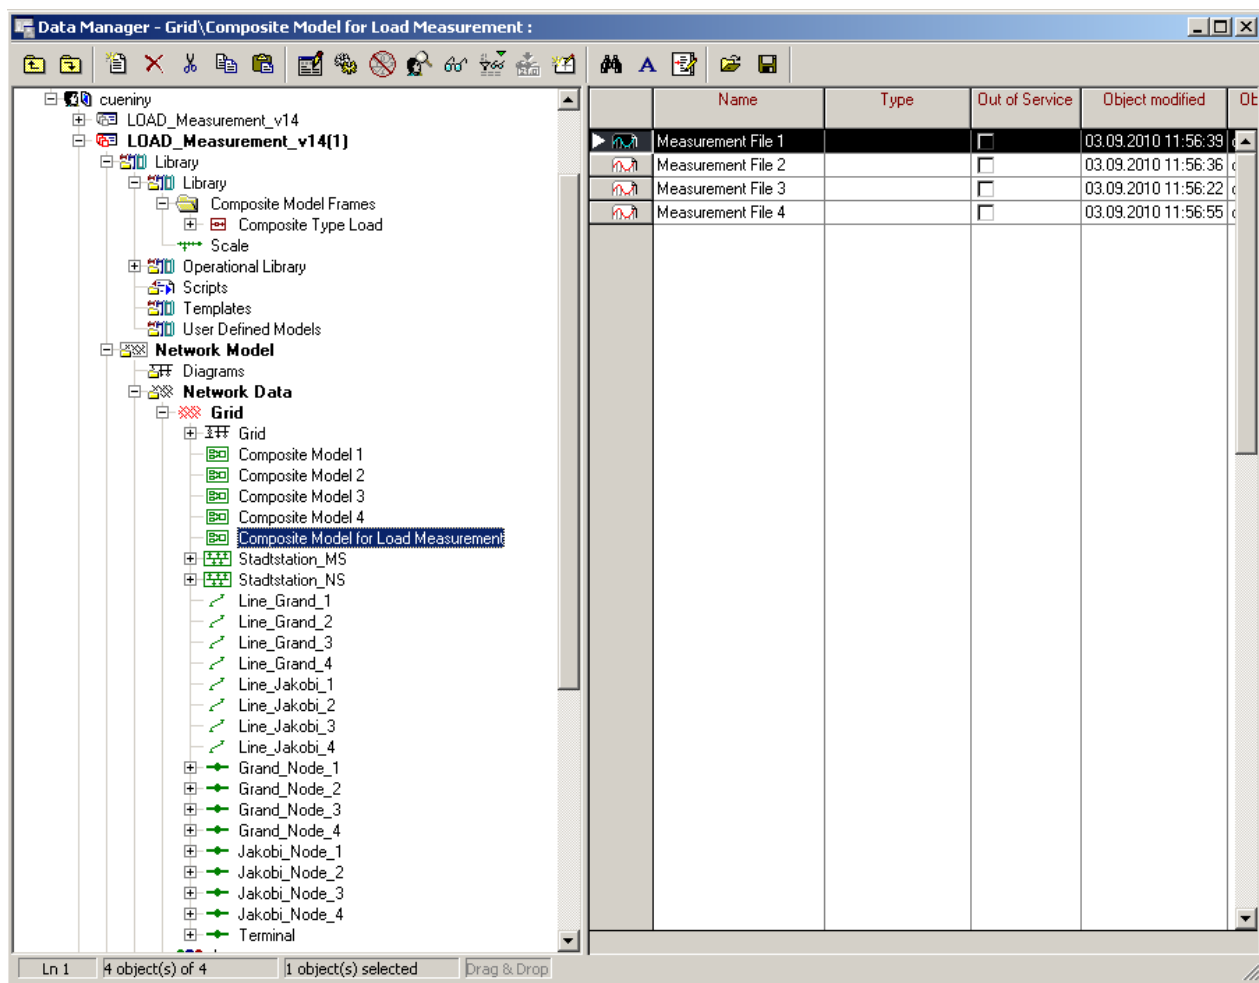 Data Manager - Grid\Composite Model for Load Measurement :
cueniny
LOAD_Measurement_v14
LOAD_Measurement_v14(1)
Library
Library
Composite Model Frames
Composite Type Load
Scale
Operational Library
Scripts
Templates
User Defined Models
Network Model
Diagrams
Network Data
Grid
Grid
Composite Model 1
Composite Model 2
Composite Model 3
Composite Model 4
Composite Model for Load Measurement
Stadtstation_MS
Stadtstation_NS
Line_Grand_1
Line_Grand_2
Line_Grand_3
Line_Grand_4
Line_Jakobi_1
Line_Jakobi_2
Line_Jakobi_3
Line_Jakobi_4
Grand_Node_1
Grand_Node_2
Grand_Node_3
Grand_Node_4
Jakobi_Node_1
Jakobi_Node_2
Jakobi_Node_3
Jakobi_Node_4
Terminal
Name Type Out of Service Object modified
Measurement File 1 03.09.2010 11:56:39
Measurement File 2 03.09.2010 11:56:36
Measurement File 3 03.09.2010 11:56:22
Measurement File 4 03.09.2010 11:56:55
Ln 1 4 object(s) of 4 1 object(s) selected Drag & Drop